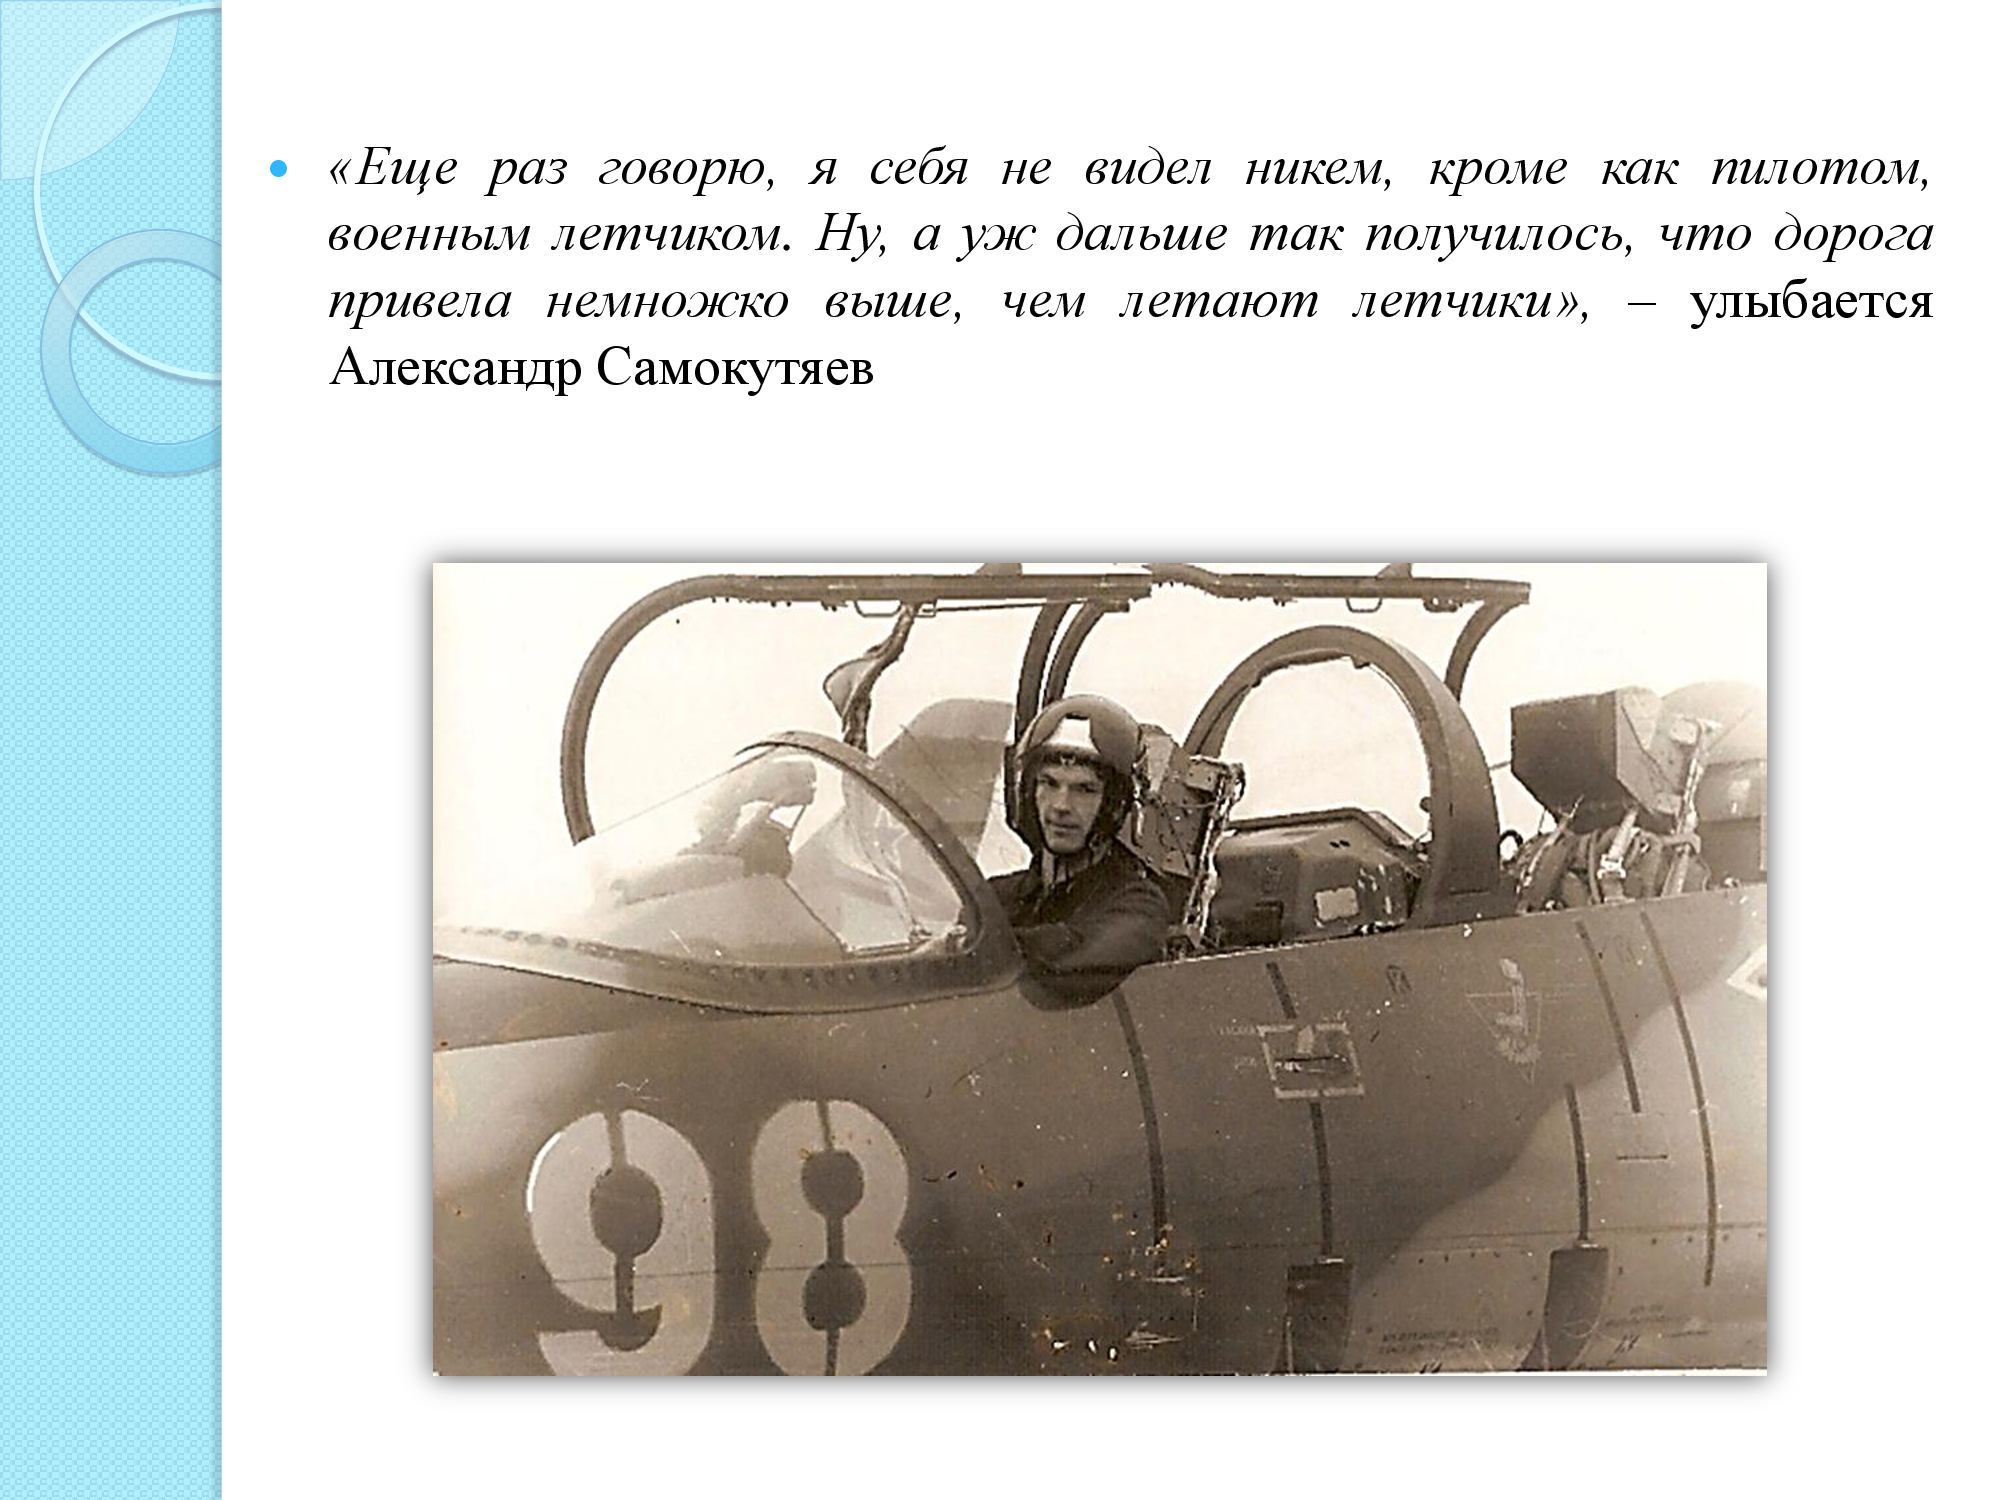 • «Еще раз говорю, я себя не видел никем, кроме как пилотом,
военным летчиком. Ну, а уж дальше так получилось, что дорога
привела немножко выше, чем летают летчики», – улыбается
Александр Самокутяев
98